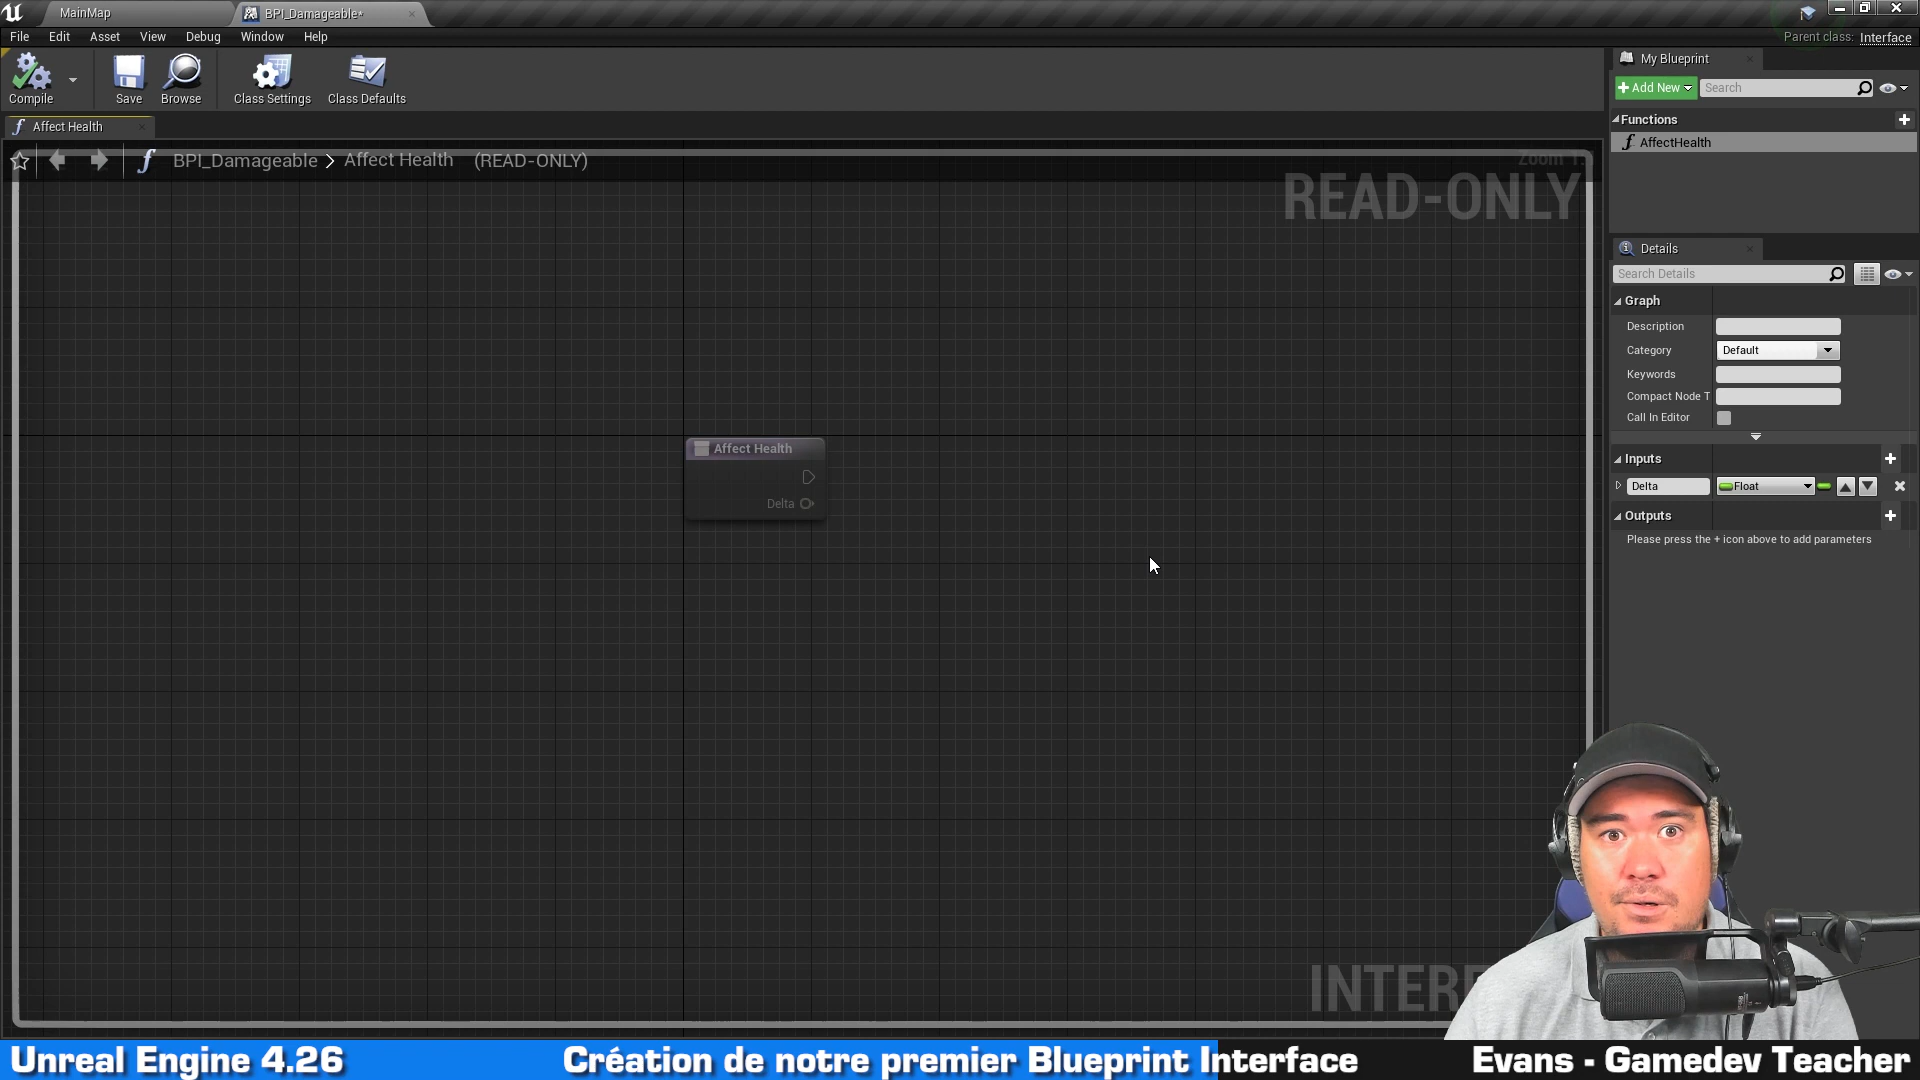 MainMap
BPI_Damageable*
File Edit Asset View Debug Window Help
Parent class: Interface
Compile
Save
Browse
Class Settings
Class Defaults
My Blueprint
+ Add New
Search
Functions
AffectHealth
Affect Health
BPI_Damageable > Affect Health (READ-ONLY)
READ-ONLY
Details
Search Details
Graph
Description
Category Default
Keywords
Compact Node T
Call In Editor
Inputs
Delta Float
Outputs
Please press the + icon above to add parameters
Affect Health
Delta
Unreal Engine 4.26
Création de notre premier Blueprint Interface
Evans - Gamedev Teacher